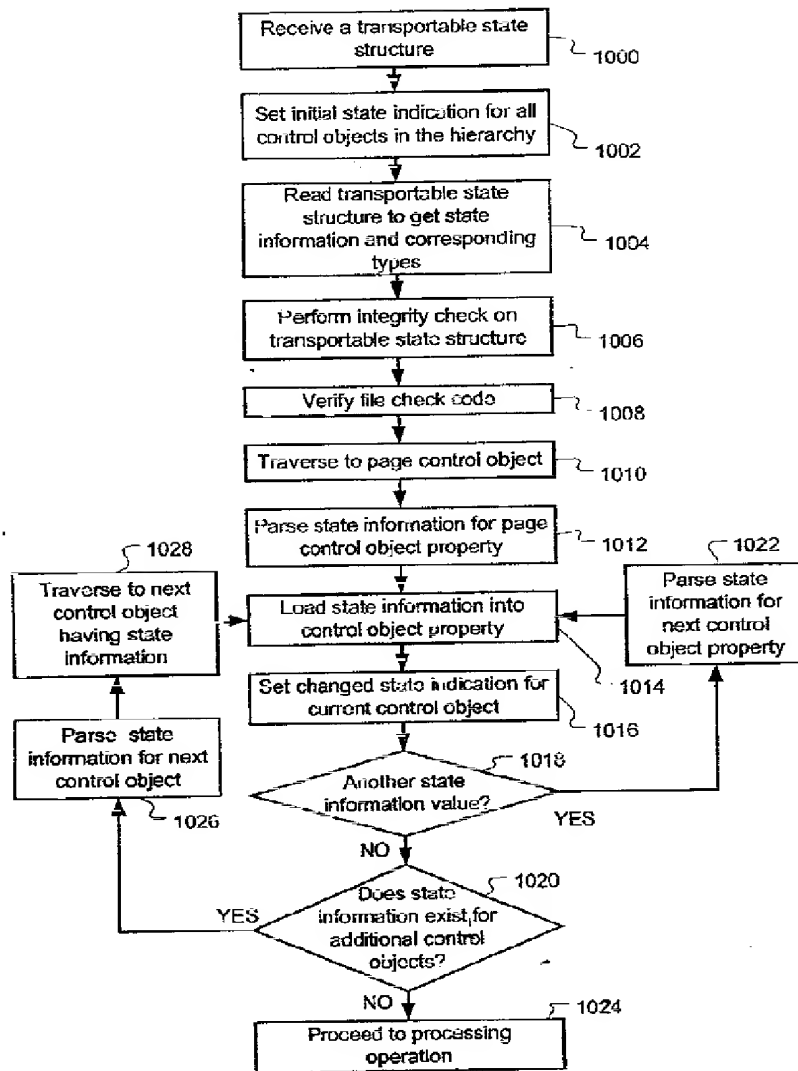 Receive a transportable state
structure
1000
Set initial state indication for all
control objects in the hierarchy
1002
Read transportable state
structure to get state
information and corresponding
types
1004
Perform integrity check on
transportable state structure
1006
Verify file check code
1008
Traverse to page control object
1010
Parse state information for page
control object property
1012
1028
Traverse to next
control object
having state
information
Load state information into
control object property
1014
1022
Parse state
information for
next control
object property
Set changed state indication for
current control object
1016
Parse state
information for next
control object
1026
1018
Another state
information value?
YES
NO
1020
Does state
information exist for
additional control
objects?
YES
NO
1024
Proceed to processing
operation